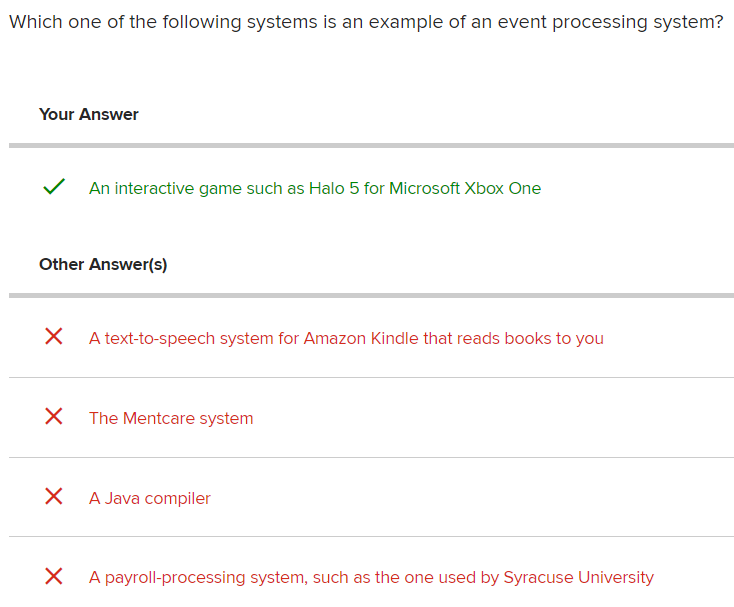 Which one of the following systems is an example of an event processing system?
Your Answer
An interactive game such as Halo 5 for Microsoft Xbox One
Other Answer(s)
A text-to-speech system for Amazon Kindle that reads books to you
The Mentcare system
A Java compiler
A payroll-processing system, such as the one used by Syracuse University